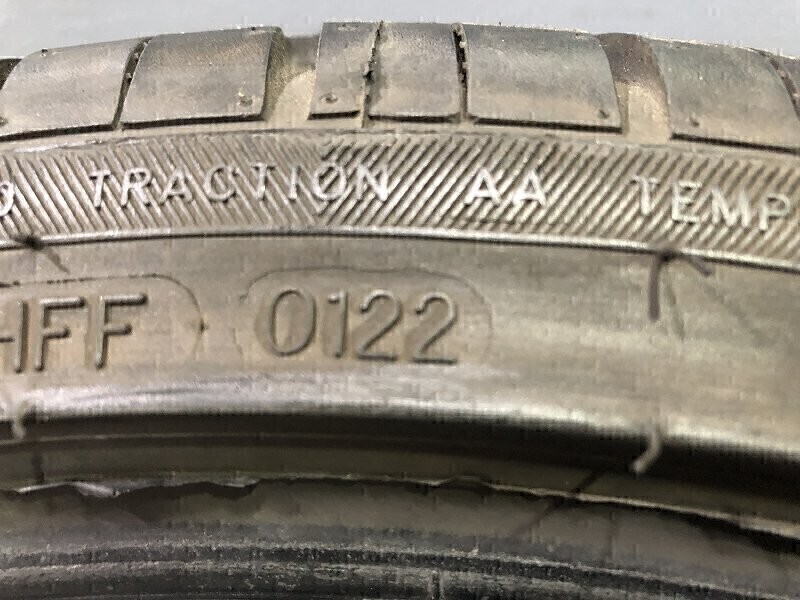 TRACTION AA TEMP
HFF 0122